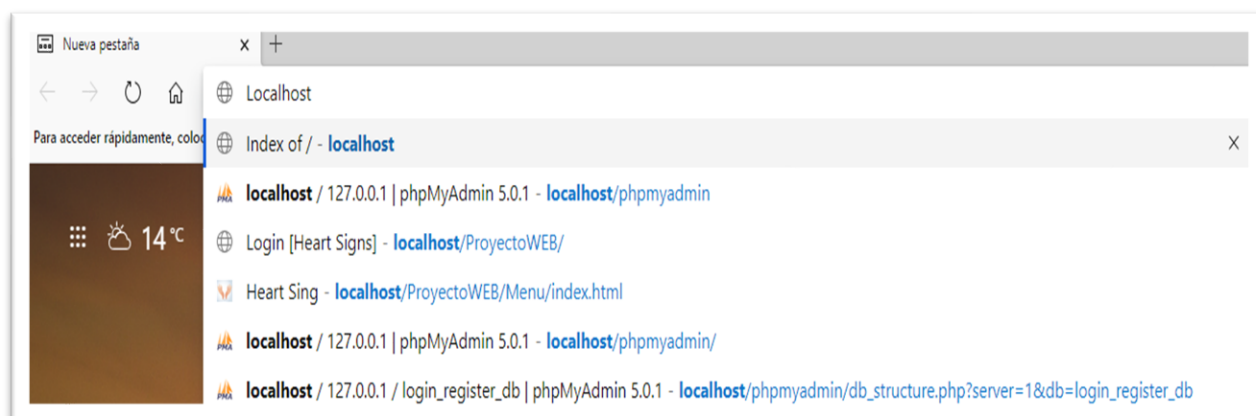 Nueva pestaña
Localhost
Para acceder rápidamente, coloc
Index of / - localhost
localhost / 127.0.0.1 | phpMyAdmin 5.0.1 - localhost/phpmyadmin
14 °C
Login [Heart Signs] - localhost/ProyectoWEB/
Heart Sing - localhost/ProyectoWEB/Menu/index.html
localhost / 127.0.0.1 | phpMyAdmin 5.0.1 - localhost/phpmyadmin/
localhost / 127.0.0.1 / login_register_db | phpMyAdmin 5.0.1 - localhost/phpmyadmin/db_structure.php?server=1&db=login_register_db